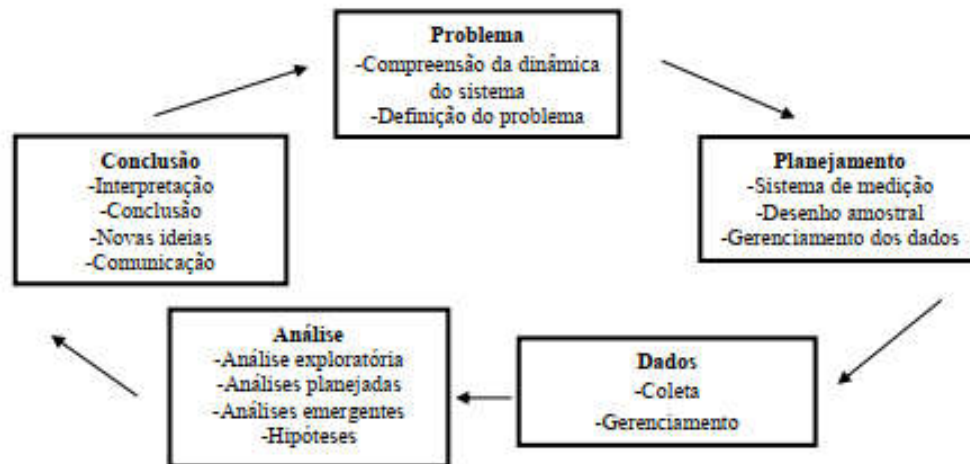 Problema
-Compreensão da dinâmica
do sistema
-Definição do problema
Planejamento
-Sistema de medição
-Desenho amostral
-Gerenciamento dos dados
Dados
-Coleta
-Gerenciamento
Análise
-Análise exploratória
-Análises planejadas
-Análises emergentes
-Hipóteses
Conclusão
-Interpretação
-Conclusão
-Novas ideias
-Comunicação